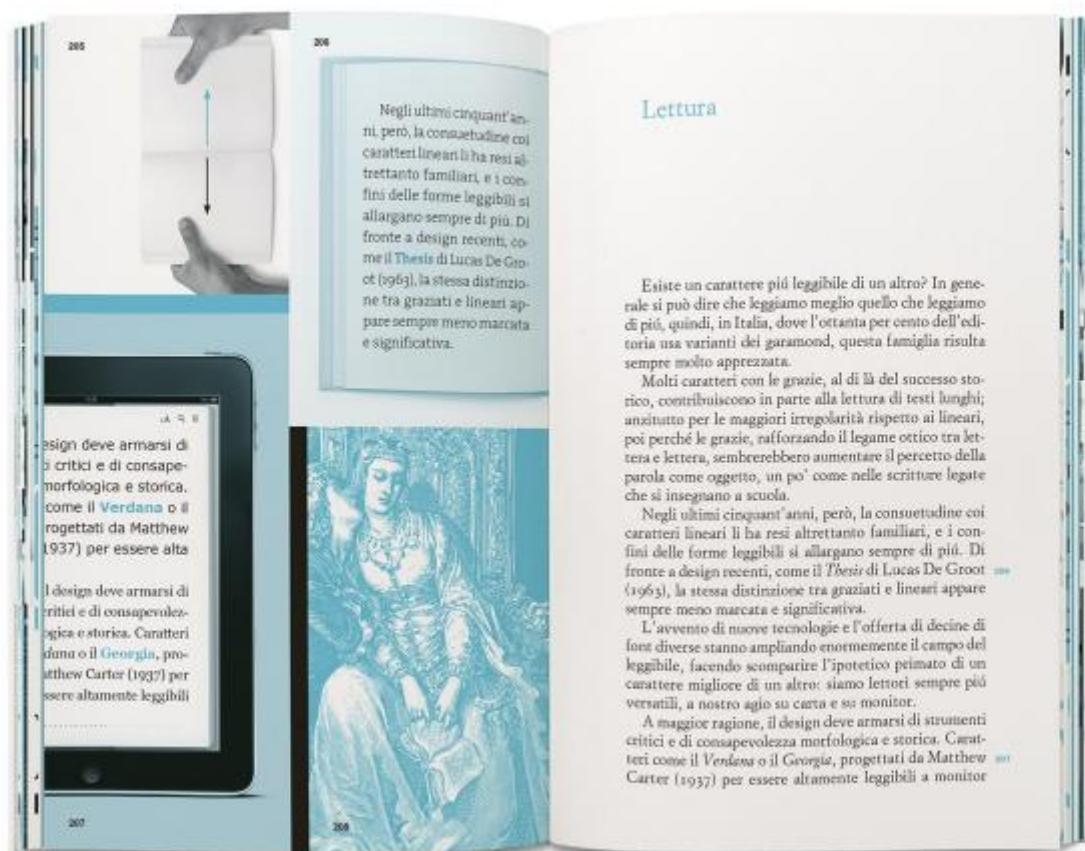 205
206
Negli ultimi cinquant'an-
ni, però, la consuetudine coi
caratteri lineari li ha resi al-
trettanto familiari, e i con-
fini delle forme leggibili si
allargano sempre di più. Di
fronte a design recenti, co-
me il Thesis di Lucas De Gro-
ot (1963), la stessa distinzio-
ne tra graziati e lineari ap-
pare sempre meno marcata
e significativa.
esign deve armarsi di
i critici e di consape-
morfologica e storica.
come il Verdana o il
rogettati da Matthew
1937) per essere alta
l design deve armarsi di
critici e di consapevolez-
ogica e storica. Caratteri
dana o il Georgia, pro-
atthew Carter (1937) per
ssere altamente leggibili
207
208
Lettura
Esiste un carattere piú leggibile di un altro? In gene-
rale si può dire che leggiamo meglio quello che leggiamo
di piú, quindi, in Italia, dove l'ottanta per cento dell'edi-
toria usa varianti dei garamond, questa famiglia risulta
sempre molto apprezzata.
Molti caratteri con le grazie, al di là del successo sto-
rico, contribuiscono in parte alla lettura di testi lunghi;
anzitutto per le maggiori irregolarità rispetto ai lineari,
poi perché le grazie, rafforzando il legame ottico tra let-
tera e lettera, sembrerebbero aumentare il percetto della
parola come oggetto, un po' come nelle scritture legate
che si insegnano a scuola.
Negli ultimi cinquant'anni, però, la consuetudine coi
caratteri lineari li ha resi altrettanto familiari, e i con-
fini delle forme leggibili si allargano sempre di piú. Di
fronte a design recenti, come il Thesis di Lucas De Groot 206
(1963), la stessa distinzione tra graziati e lineari appare
sempre meno marcata e significativa.
L'avvento di nuove tecnologie e l'offerta di decine di
font diverse stanno ampliando enormemente il campo del
leggibile, facendo scomparire l'ipotetico primato di un
carattere migliore di un altro: siamo lettori sempre piú
versatili, a nostro agio su carta e su monitor.
A maggior ragione, il design deve armarsi di strumenti
critici e di consapevolezza morfologica e storica. Carat-
teri come il Verdana o il Georgia, progettati da Matthew 207
Carter (1937) per essere altamente leggibili a monitor